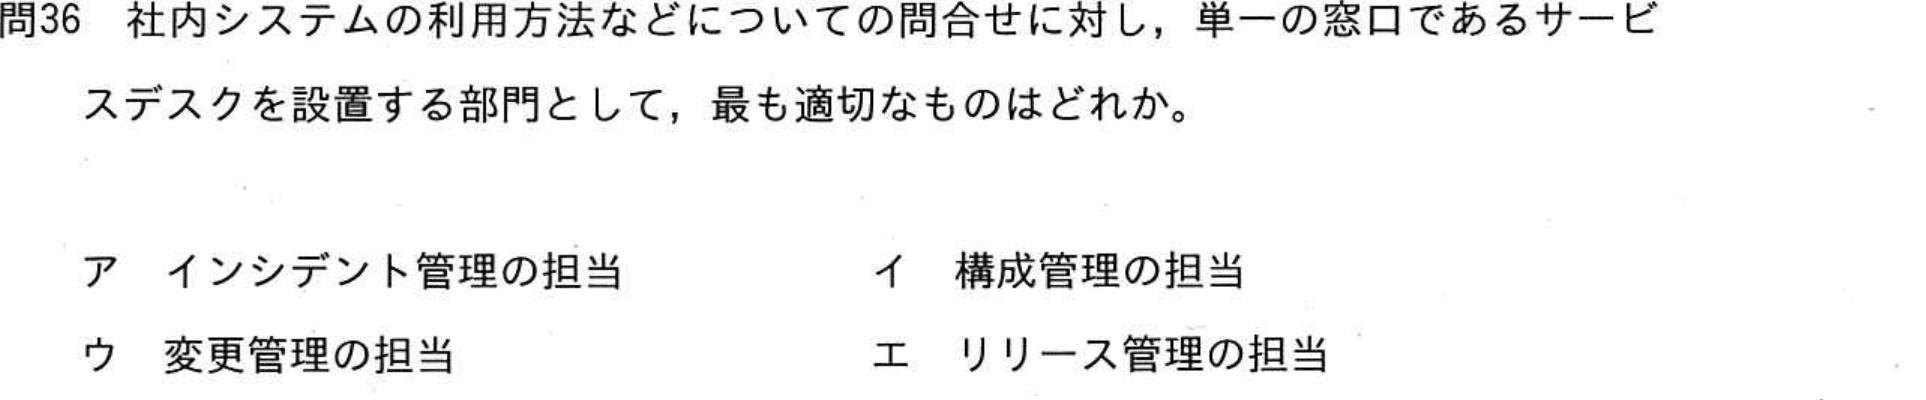 問36 社内システムの利用方法などについての問合せに対し，単一の窓口であるサービ
スデスクを設置する部門として，最も適切なものはどれか。
ア インシデント管理の担当 イ 構成管理の担当
ウ 変更管理の担当 エ リリース管理の担当